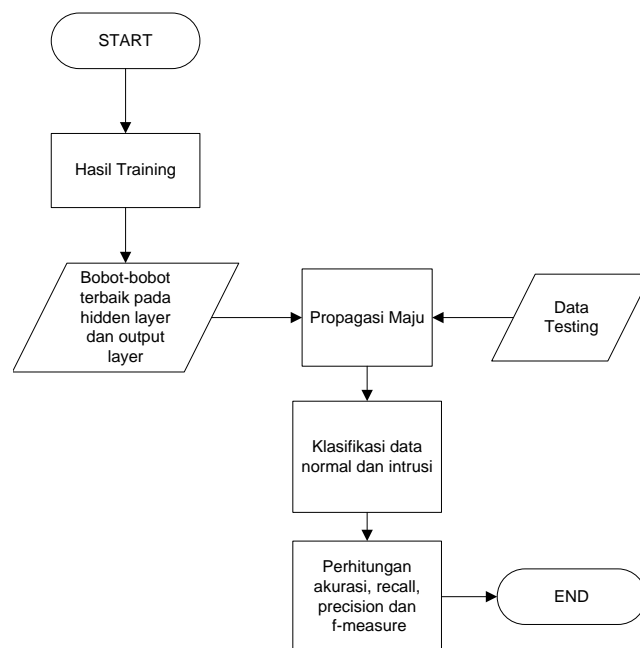 START
Hasil Training
Bobot-bobot
terbaik pada
hidden layer
dan output
layer
Propagasi Maju
Data
Testing
Klasifikasi data
normal dan intrusi
Perhitungan
akurasi, recall,
precision dan
f-measure
END